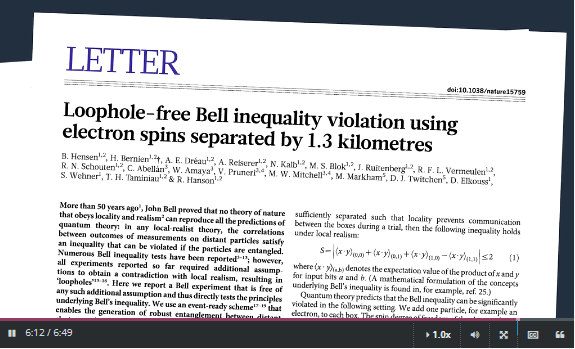 LETTER
doi:10.1038/nature15759
Loophole-free Bell inequality violation using
electron spins separated by 1.3 kilometres
B. Hensen1,2, H. Bernien1,2†, A. E. Dréau1,2, A. Reiserer1,2, N. Kalb1,2, M. S. Blok1,2, J. Ruitenberg1,2, R. F. L. Vermeulen1,2,
R. N. Schouten1,2, C. Abellán3, W. Amaya3, V. Pruneri3,4, M. W. Mitchell3,4, M. Markham5, D. J. Twitchen5, D. Elkouss1,
S. Wehner1, T. H. Taminiau1,2 & R. Hanson1,2
More than 50 years ago1, John Bell proved that no theory of nature
that obeys locality and realism2 can reproduce all the predictions of
quantum theory: in any local-realist theory, the correlations
between outcomes of measurements on distant particles satisfy
an inequality that can be violated if the particles are entangled.
Numerous Bell inequality tests have been reported3–13; however,
all experiments reported so far required additional assump-
tions to obtain a contradiction with local realism, resulting in
‘loopholes’13–16. Here we report a Bell experiment that is free of
any such additional assumption and thus directly tests the principles
underlying Bell’s inequality. We use an event-ready scheme17–19 that
enables the generation of robust entanglement between distant
sufficiently separated such that locality prevents communication
between the boxes during a trial, then the following inequality holds
under local realism:
S=|⟨x·y⟩(0,0)+⟨x·y⟩(0,1)+⟨x·y⟩(1,0)−⟨x·y⟩(1,1)|≤2 (1)
where ⟨x·y⟩(a,b) denotes the expectation value of the product of x and y
for input bits a and b. (A mathematical formulation of the concepts
underlying Bell’s inequality is found in, for example, ref. 25.)
Quantum theory predicts that the Bell inequality can be significantly
violated in the following setting. We add one particle, for example an
electron, to each box. The spin degree of
6:12 / 6:49
1.0x